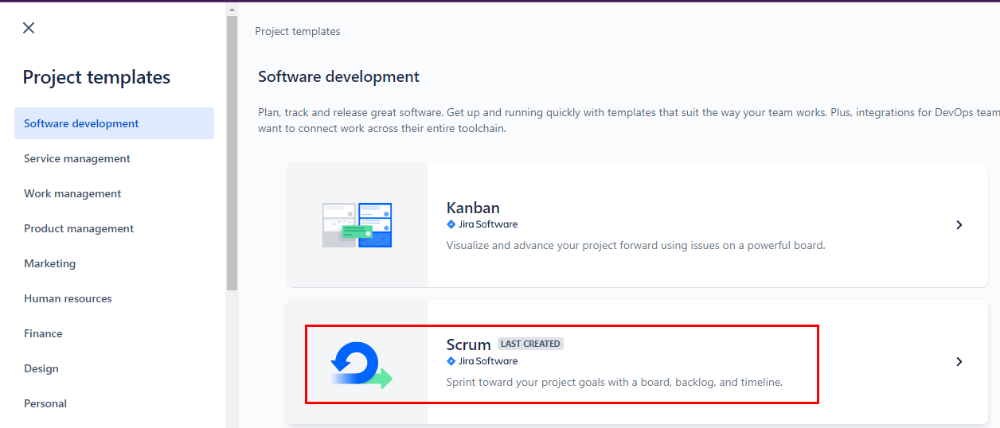 Project templates
Software development
Service management
Work management
Product management
Marketing
Human resources
Finance
Design
Personal
Project templates
Software development
Plan, track and release great software. Get up and running quickly with templates that suit the way your team works. Plus, integrations for DevOps team
want to connect work across their entire toolchain.
Kanban
Jira Software
Visualize and advance your project forward using issues on a powerful board.
Scrum LAST CREATED
Jira Software
Sprint toward your project goals with a board, backlog, and timeline.